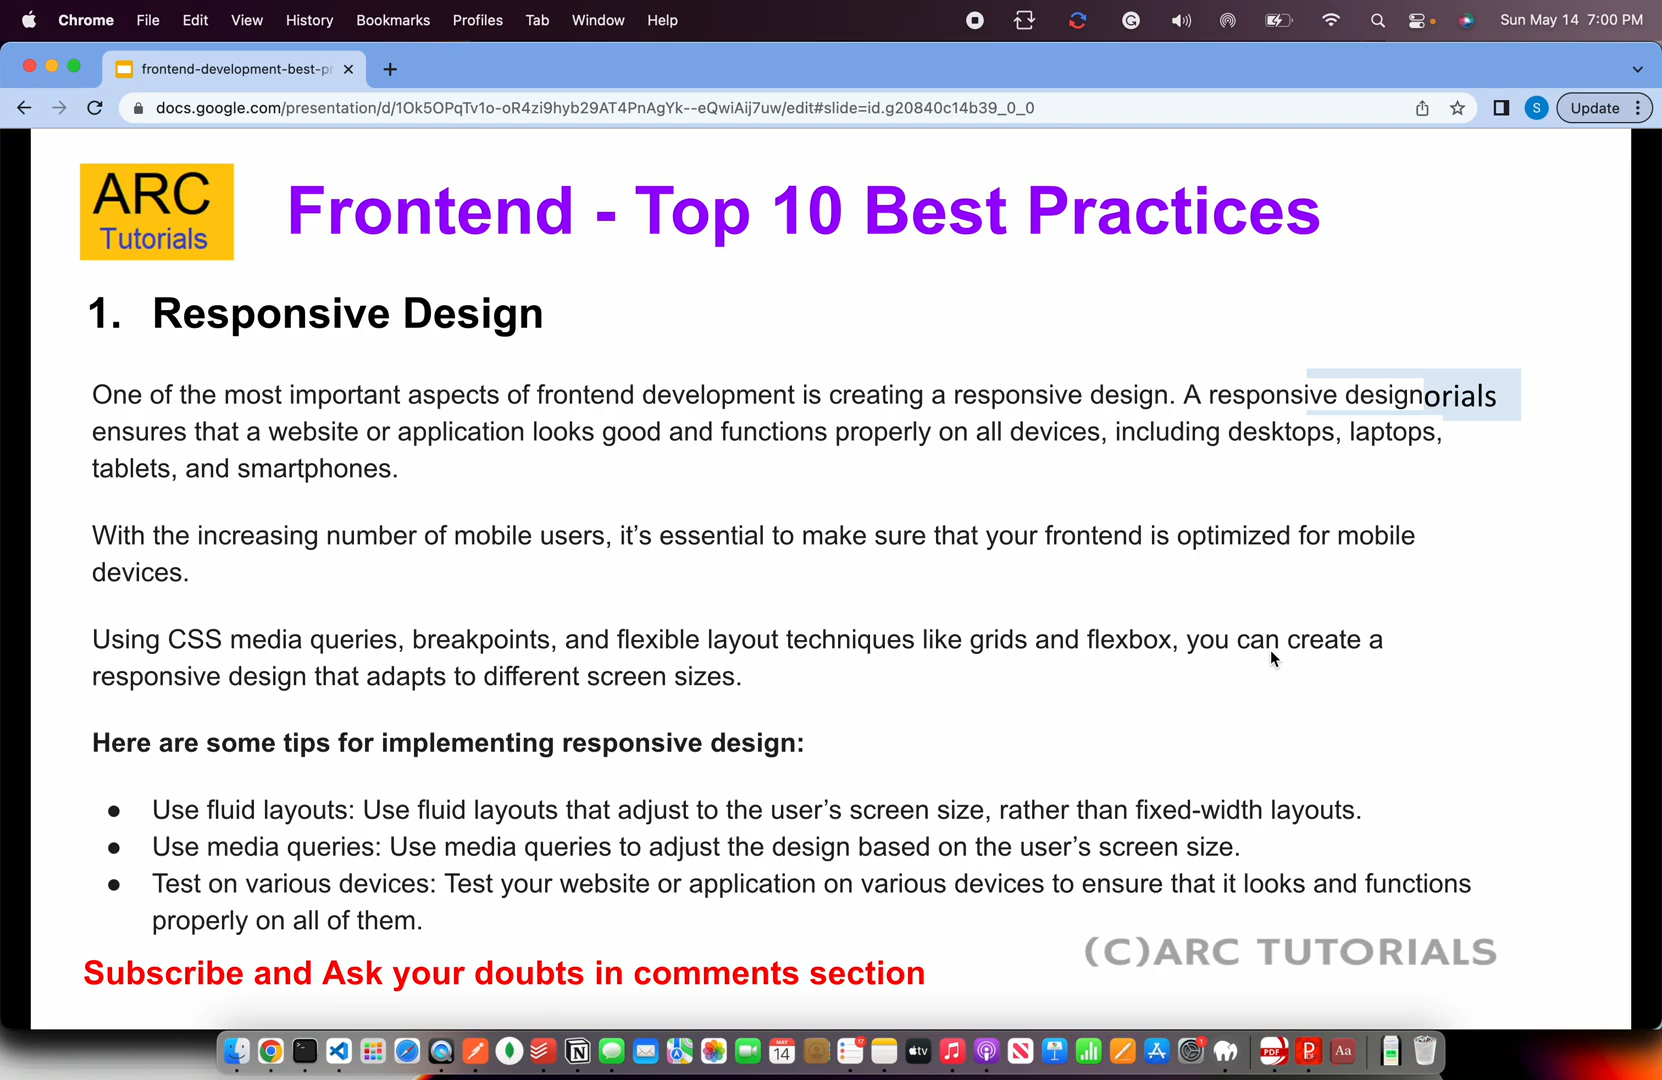 Chrome File Edit View History Bookmarks Profiles Tab Window Help Sun May 14 7:00 PM
frontend-development-best-pr
docs.google.com/presentation/d/1Ok5OPqTv1o-oR4zi9hyb29AT4PnAgYk--eQwiAij7uw/edit#slide=id.g20840c14b39_0_0 S Update
ARC
Tutorials
Frontend - Top 10 Best Practices
1. Responsive Design
One of the most important aspects of frontend development is creating a responsive design. A responsive design
orials
ensures that a website or application looks good and functions properly on all devices, including desktops, laptops,
tablets, and smartphones.
With the increasing number of mobile users, it’s essential to make sure that your frontend is optimized for mobile
devices.
Using CSS media queries, breakpoints, and flexible layout techniques like grids and flexbox, you can create a
responsive design that adapts to different screen sizes.
Here are some tips for implementing responsive design:
● Use fluid layouts: Use fluid layouts that adjust to the user’s screen size, rather than fixed-width layouts.
● Use media queries: Use media queries to adjust the design based on the user’s screen size.
● Test on various devices: Test your website or application on various devices to ensure that it looks and functions
properly on all of them.
(C)ARC TUTORIALS
Subscribe and Ask your doubts in comments section
MAY
14
17
tv
1
PDF
Aa